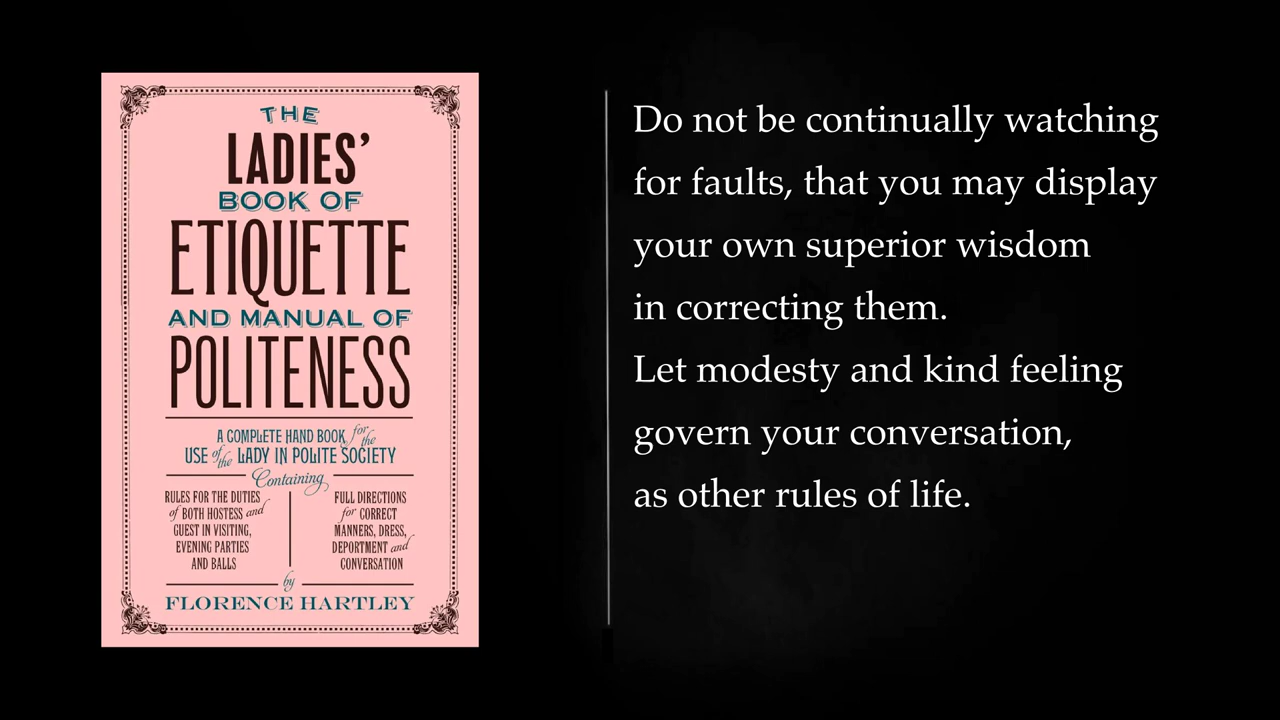 THE
LADIES'
BOOK OF
ETIQUETTE
AND MANUAL OF
POLITENESS
A COMPLETE HAND BOOK for the
USE of the LADY IN POLITE SOCIETY
Containing
RULES FOR THE DUTIES
of BOTH HOSTESS and
GUEST IN VISITING,
EVENING PARTIES
AND BALLS
FULL DIRECTIONS
for CORRECT
MANNERS, DRESS,
DEPORTMENT and
CONVERSATION
by
FLORENCE HARTLEY
Do not be continually watching
for faults, that you may display
your own superior wisdom
in correcting them.
Let modesty and kind feeling
govern your conversation,
as other rules of life.